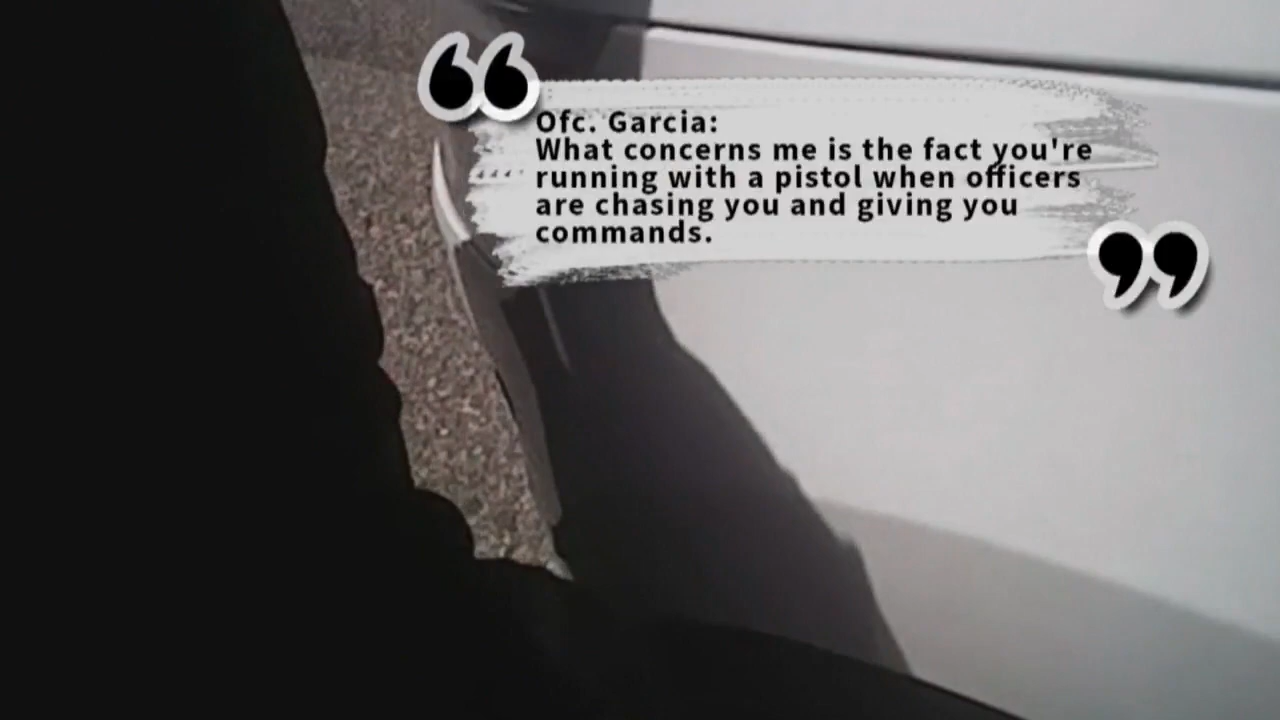 Ofc. Garcia:
What concerns me is the fact you're
running with a pistol when officers
are chasing you and giving you
commands.